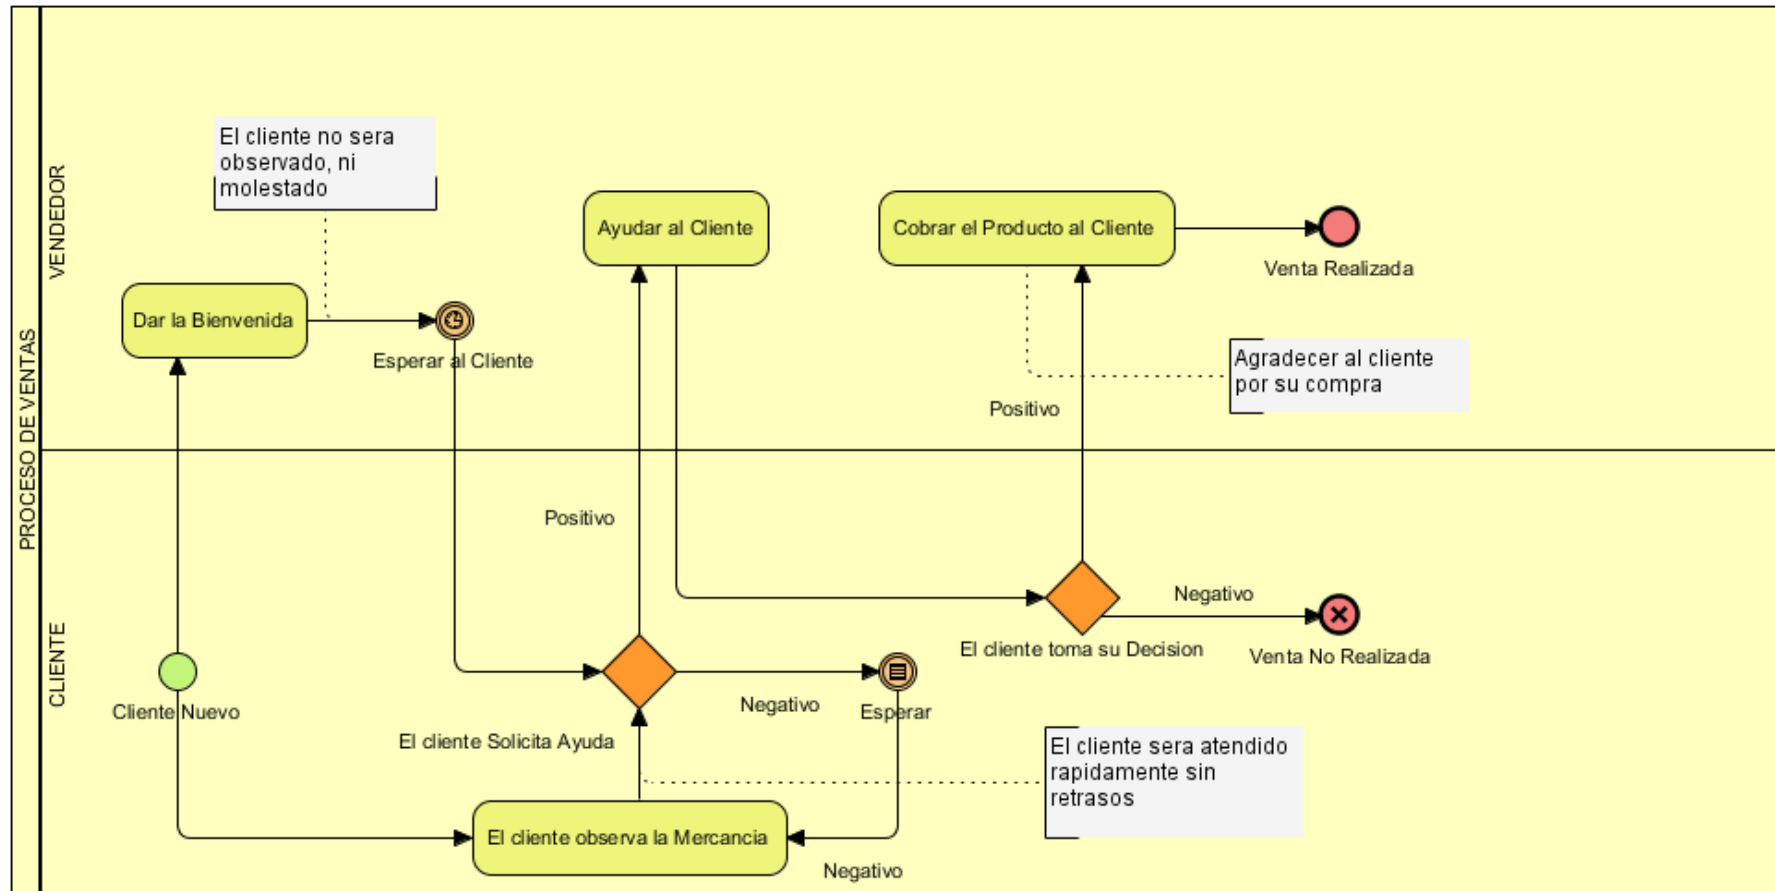 PROCESO DE VENTAS
VENDEDOR
El cliente no sera
observado, ni
molestado
Dar la Bienvenida
Esperar al Cliente
Ayudar al Cliente
Cobrar el Producto al Cliente
Venta Realizada
Agradecer al cliente
por su compra
Positivo
CLIENTE
Cliente Nuevo
Positivo
El cliente Solicita Ayuda
Negativo
Esperar
El cliente toma su Decision
Negativo
Venta No Realizada
El cliente sera atendido
rapidamente sin
retrasos
El cliente observa la Mercancia
Negativo